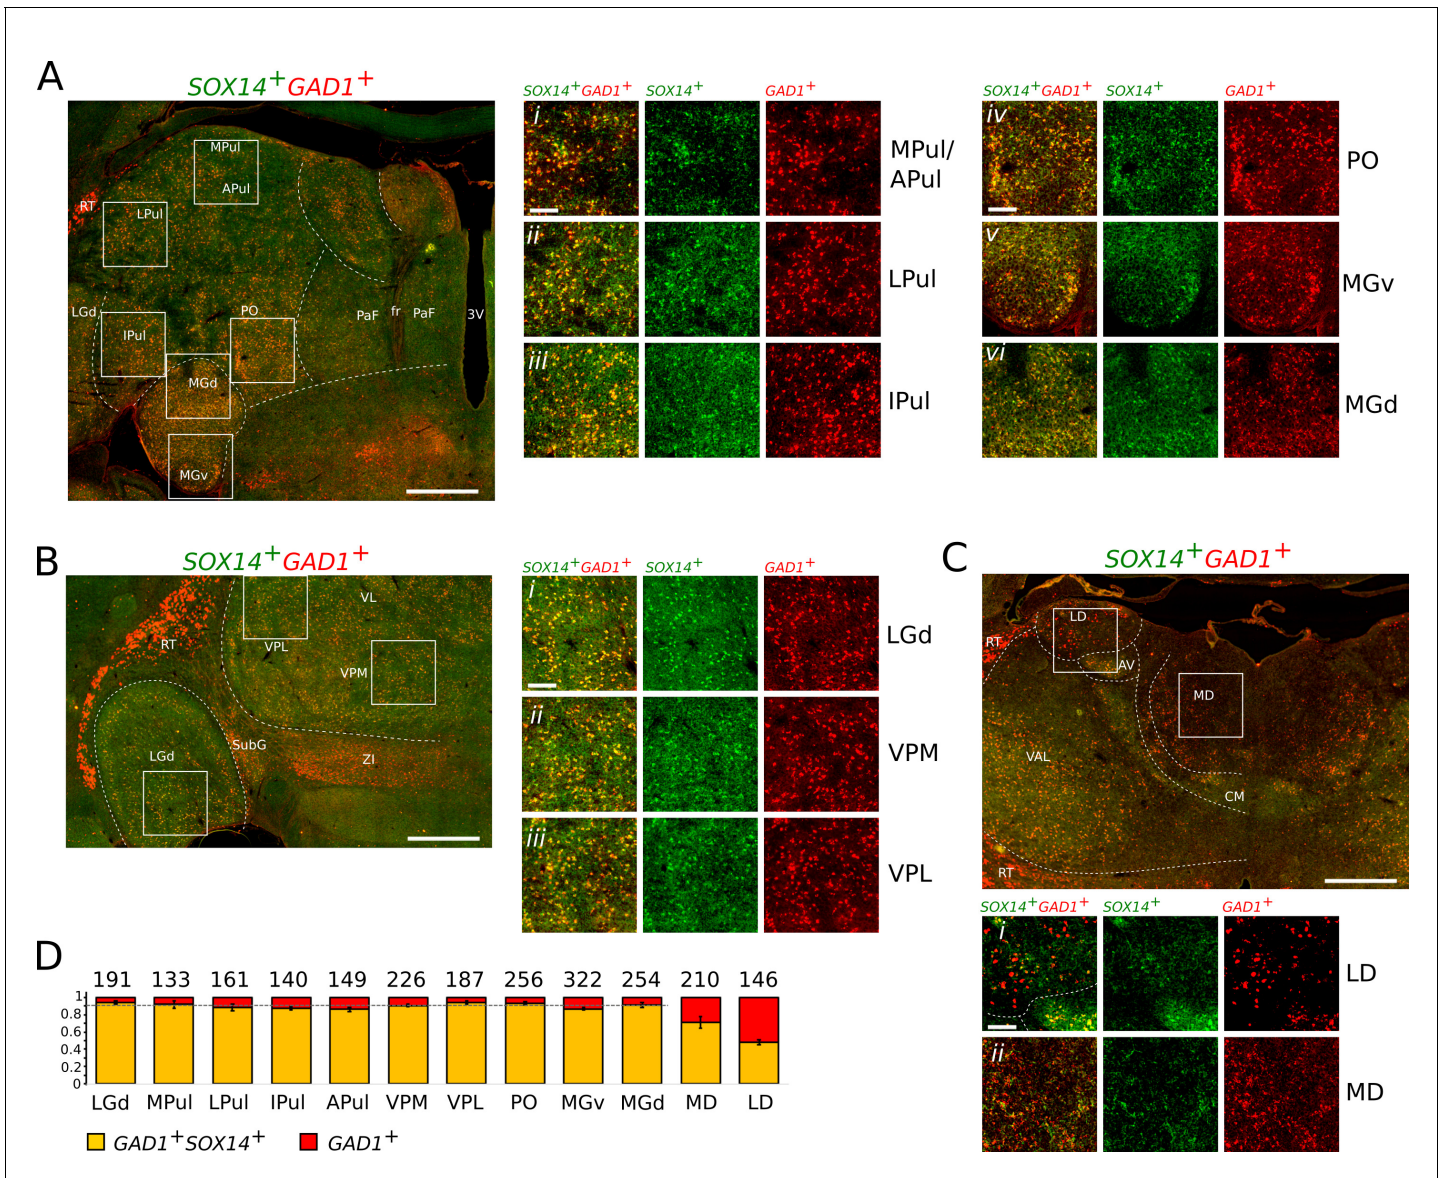 A
SOX14+GAD1+
MPul
APul
RT
LPul
LGd
IPul
PO
PaF
fr
PaF
3V
MGd
MGv
SOX14+GAD1+ SOX14+ GAD1+
i
MPul/
APul
ii
LPul
iii
IPul
SOX14+GAD1+ SOX14+ GAD1+
iv
PO
v
MGv
vi
MGd
B
SOX14+GAD1+
VL
RT
VPL
VPM
SubG
LGd
ZI
SOX14+GAD1+ SOX14+ GAD1+
i
LGd
ii
VPM
iii
VPL
C
SOX14+GAD1+
LD
RT
AV
MD
VAL
CM
RT
SOX14+GAD1+ SOX14+ GAD1+
i
LD
ii
MD
D
191 133 161 140 149 226 187 256 322 254 210 146
1
0.8
0.6
0.4
0.2
0
LGd MPul LPul IPul APul VPM VPL PO MGv MGd MD LD
GAD1+SOX14+ GAD1+